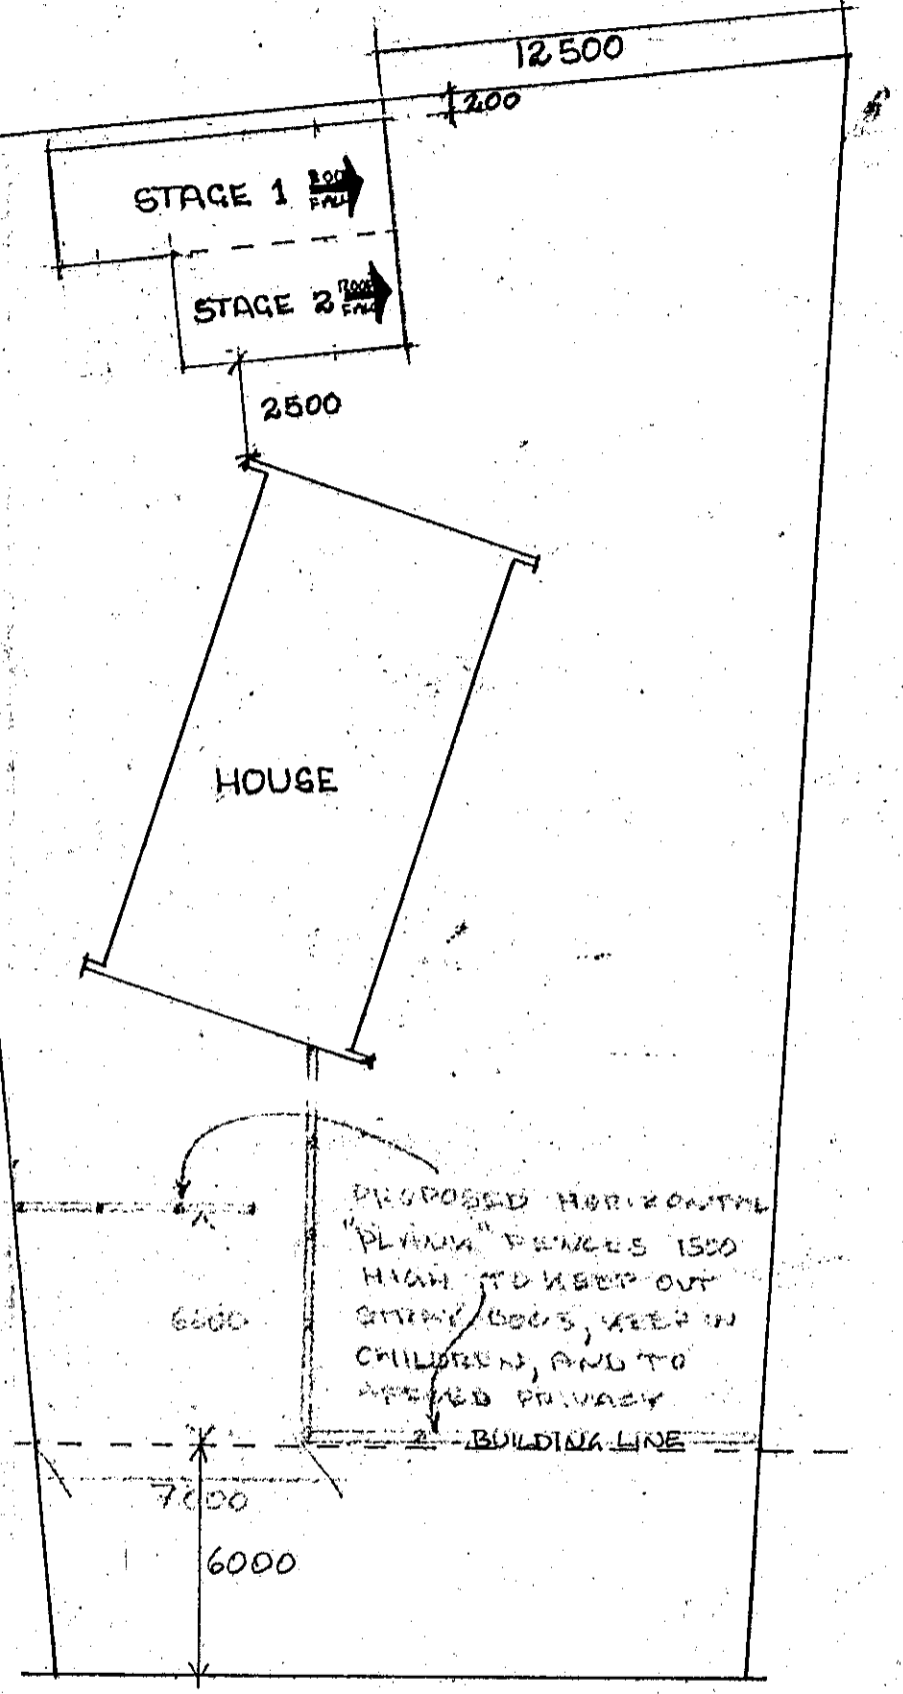 12500
200
STAGE 1 ROOF
FALL
STAGE 2 ROOF
FALL
2500
HOUSE
PROPOSED HORIZONTAL
"PLANK" FENCES 1500
HIGH TO KEEP OUT
STRAY DOGS, KEEP IN
CHILDREN, AND TO
AFFORD PRIVACY
6600
BUILDING LINE
7000
6000